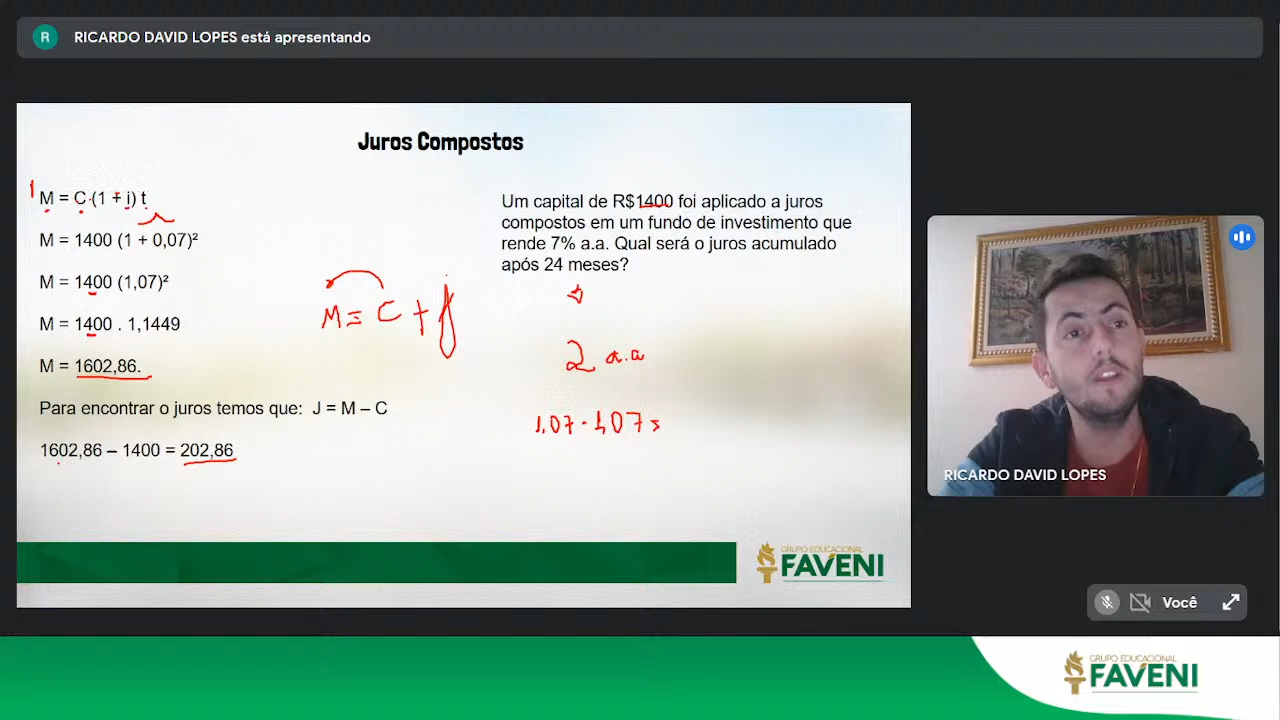 R
RICARDO DAVID LOPES está apresentando
Juros Compostos
M = C.(1 + i) t
M = 1400 (1 + 0,07)²
M = 1400 (1,07)²
M = 1400 . 1,1449
M = 1602,86.
Para encontrar o juros temos que: J = M – C
1602,86 – 1400 = 202,86
M = C + j
Um capital de R$1400 foi aplicado a juros
compostos em um fundo de investimento que
rende 7% a.a. Qual será o juros acumulado
após 24 meses?
2 a.a
1,07 . 1,07
GRUPO EDUCACIONAL
FAVENI
RICARDO DAVID LOPES
Você
GRUPO EDUCACIONAL
FAVENI